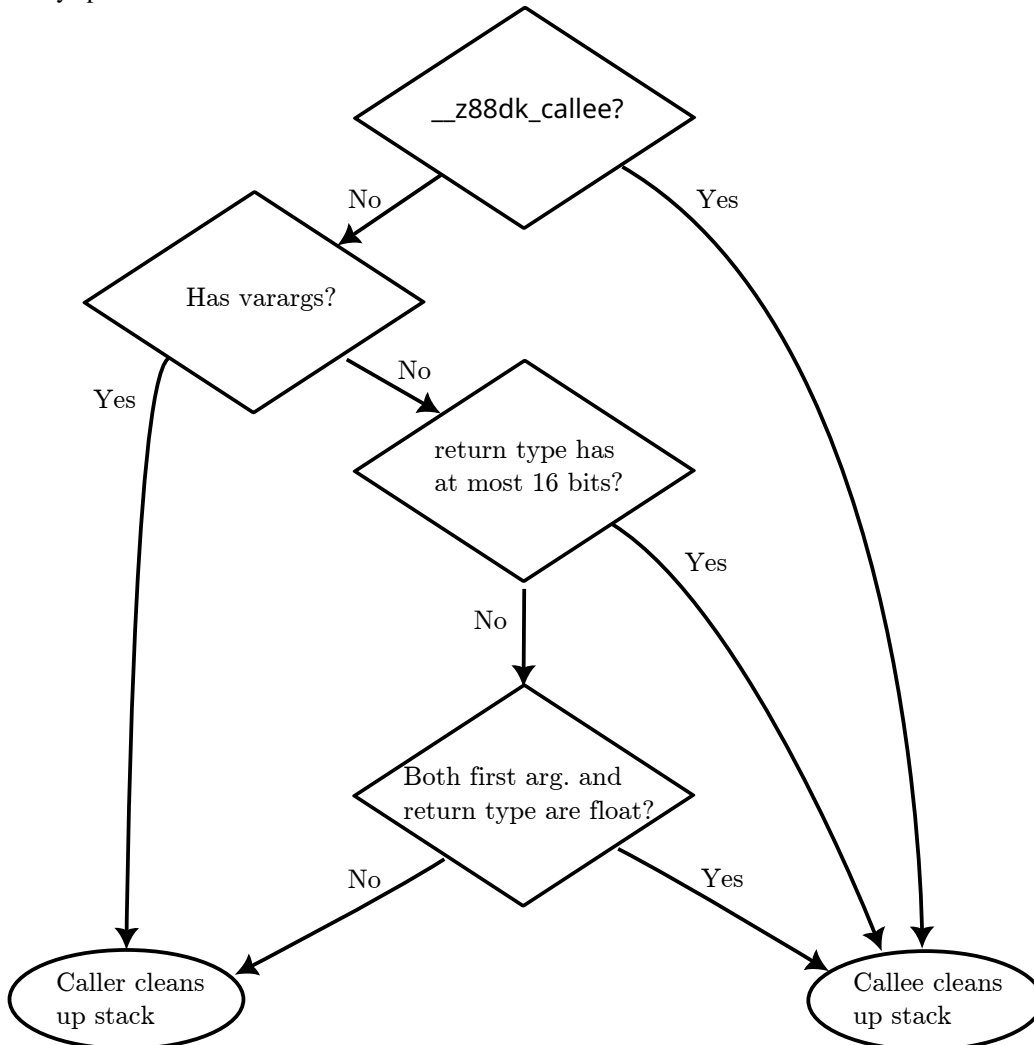 __z88dk_callee?
No
Yes
Has varargs?
No
Yes
return type has
at most 16 bits?
Yes
No
Both first arg. and
return type are float?
No
Yes
Caller cleans
up stack
Callee cleans
up stack